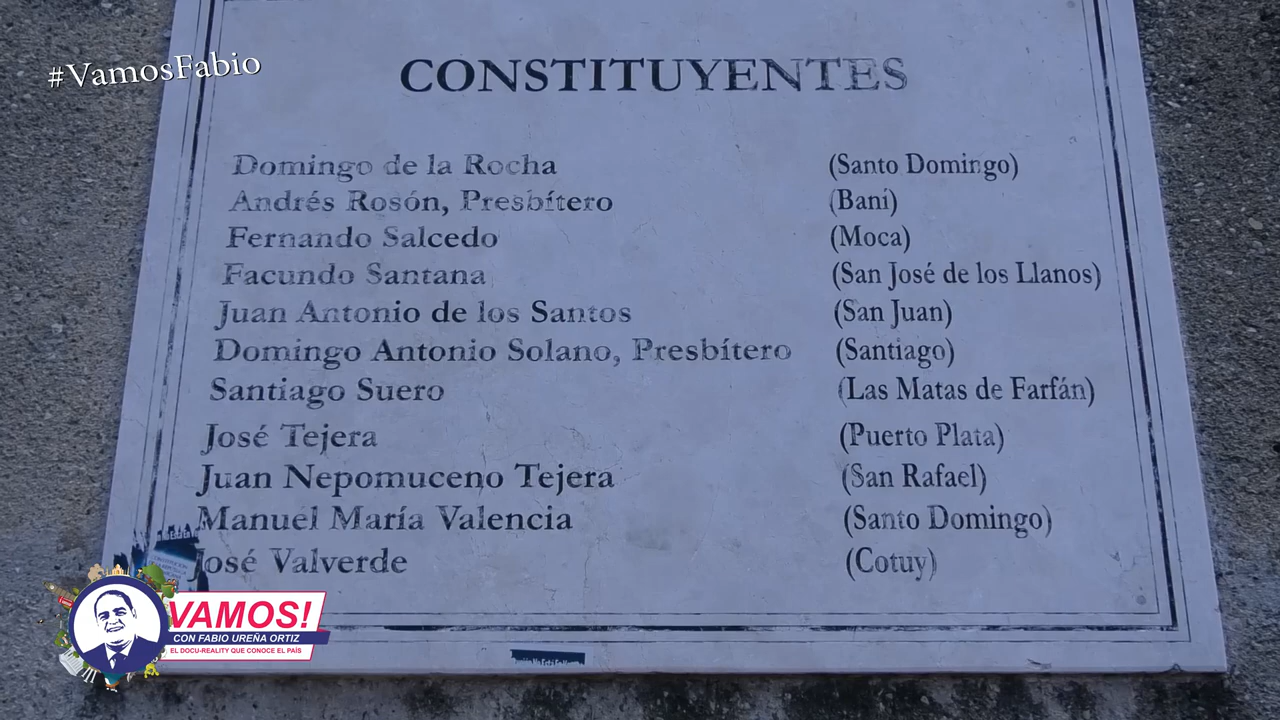 #VamosFabio
CONSTITUYENTES
Domingo de la Rocha (Santo Domingo)
Andrés Rosón, Presbítero (Baní)
Fernando Salcedo (Moca)
Facundo Santana (San José de los Llanos)
Juan Antonio de los Santos (San Juan)
Domingo Antonio Solano, Presbítero (Santiago)
Santiago Suero (Las Matas de Farfán)
José Tejera (Puerto Plata)
Juan Nepomuceno Tejera (San Rafael)
Manuel María Valencia (Santo Domingo)
José Valverde (Cotuy)
VAMOS!
CON FABIO UREÑA ORTIZ
EL DOCU-REALITY QUE CONOCE EL PAÍS